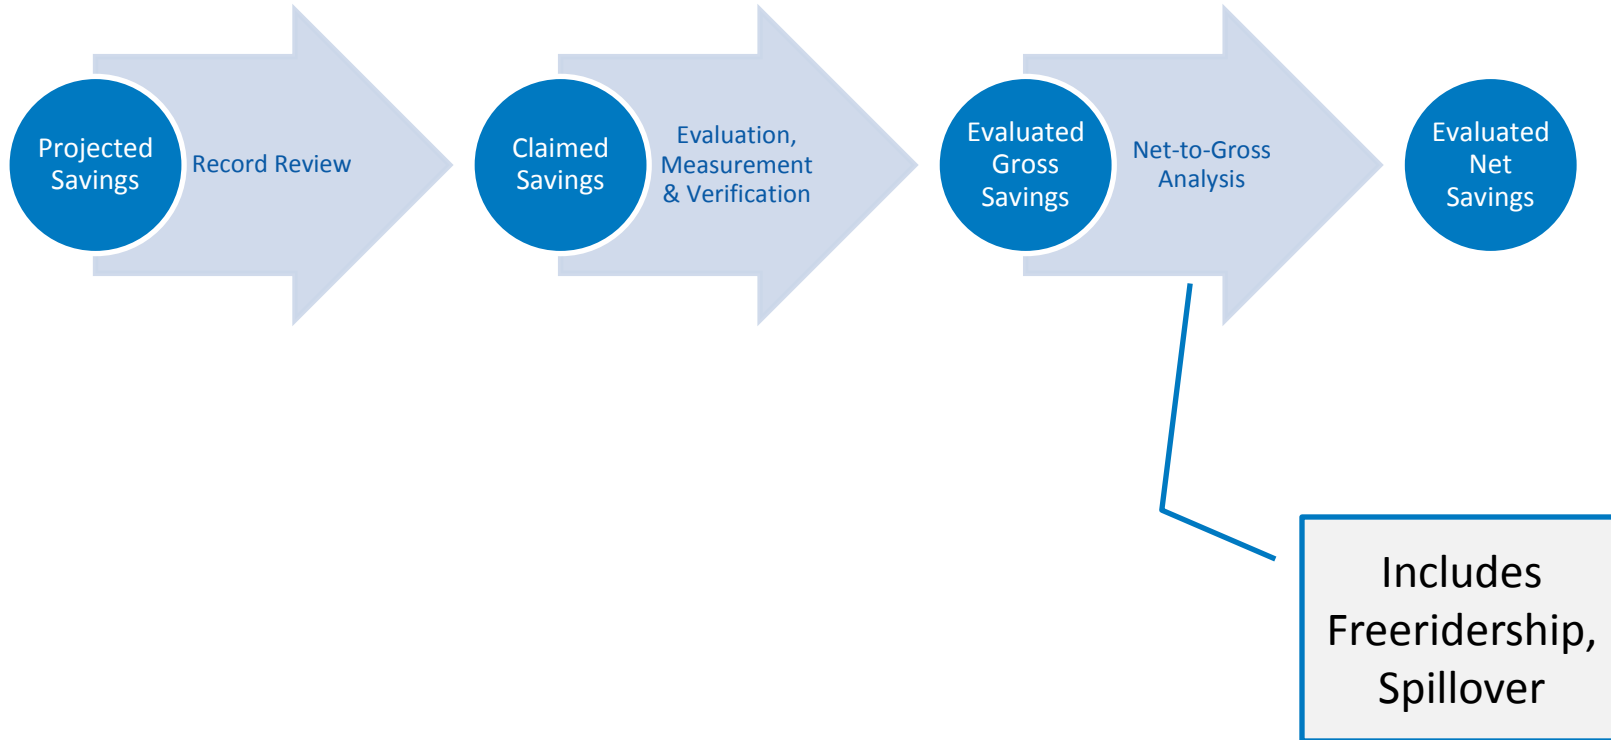 Projected
Savings
Record Review
Claimed
Savings
Evaluation,
Measurement
& Verification
Evaluated
Gross
Savings
Net-to-Gross
Analysis
Evaluated
Net
Savings
Includes
Freeridership,
Spillover